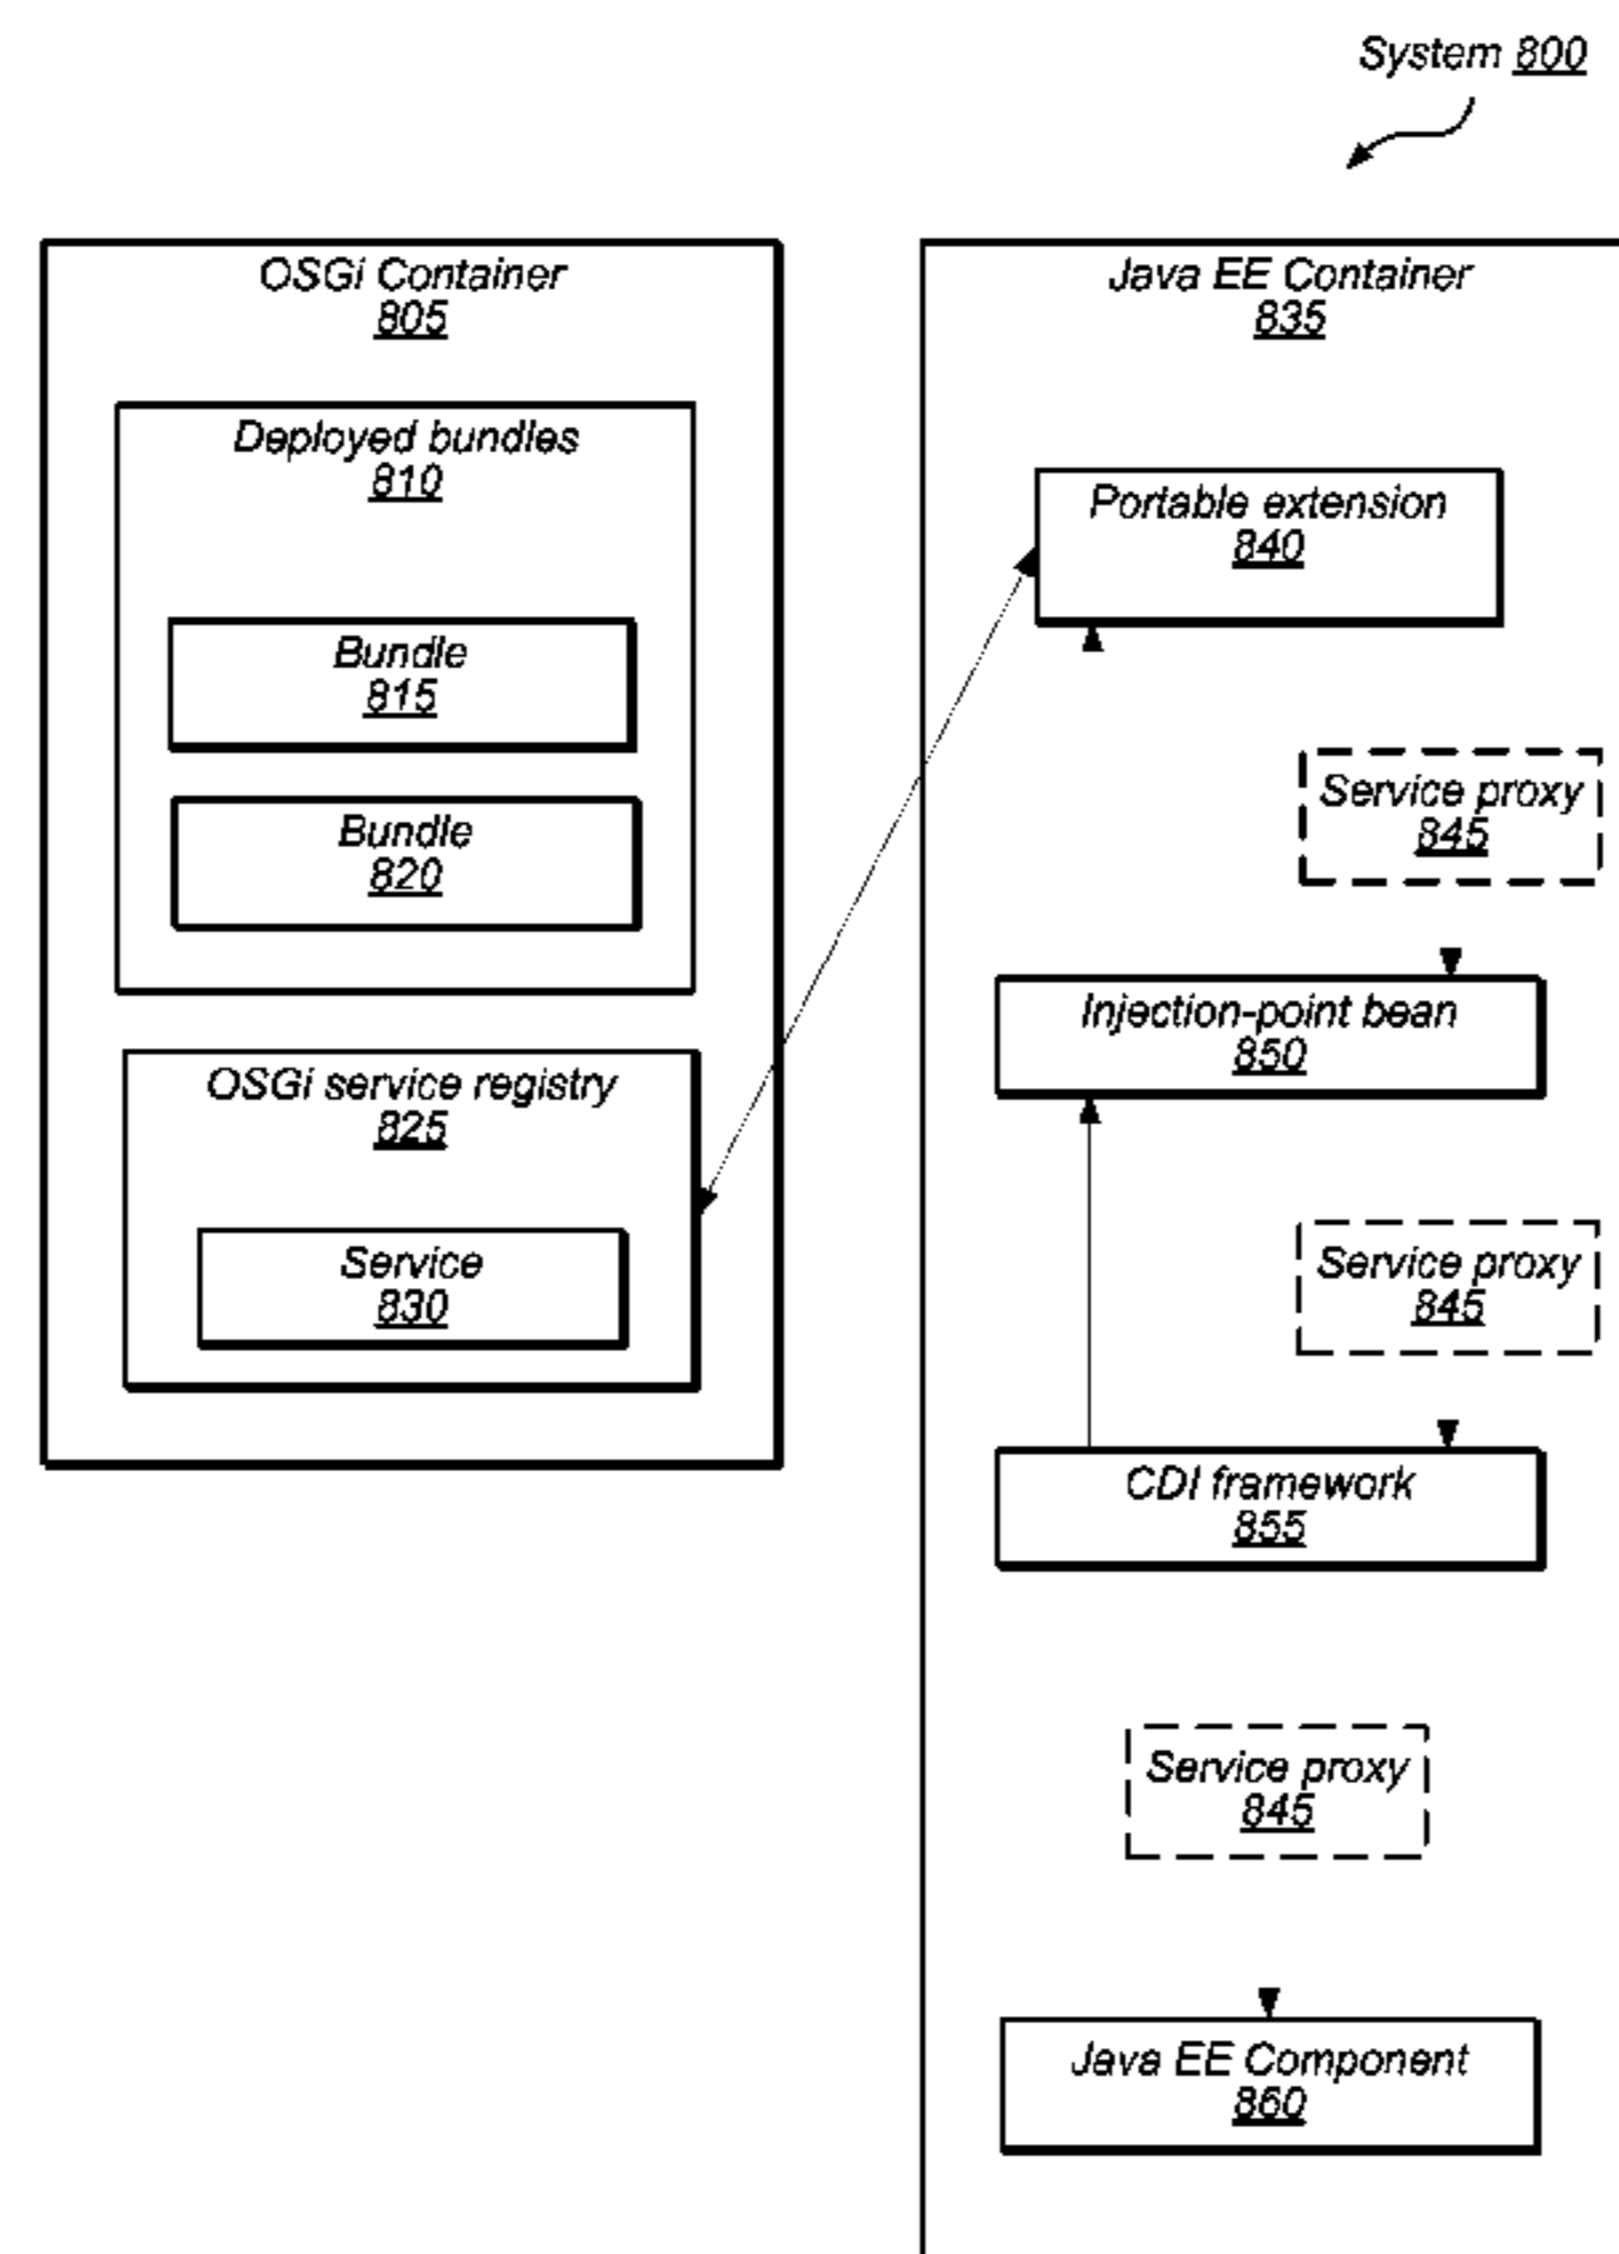 System 800
OSGi Container
805
Deployed bundles
810
Bundle
815
Bundle
820
OSGi service registry
825
Service
830
Java EE Container
835
Portable extension
840
Service proxy
845
Injection-point bean
850
Service proxy
845
CDI framework
855
Service proxy
845
Java EE Component
860